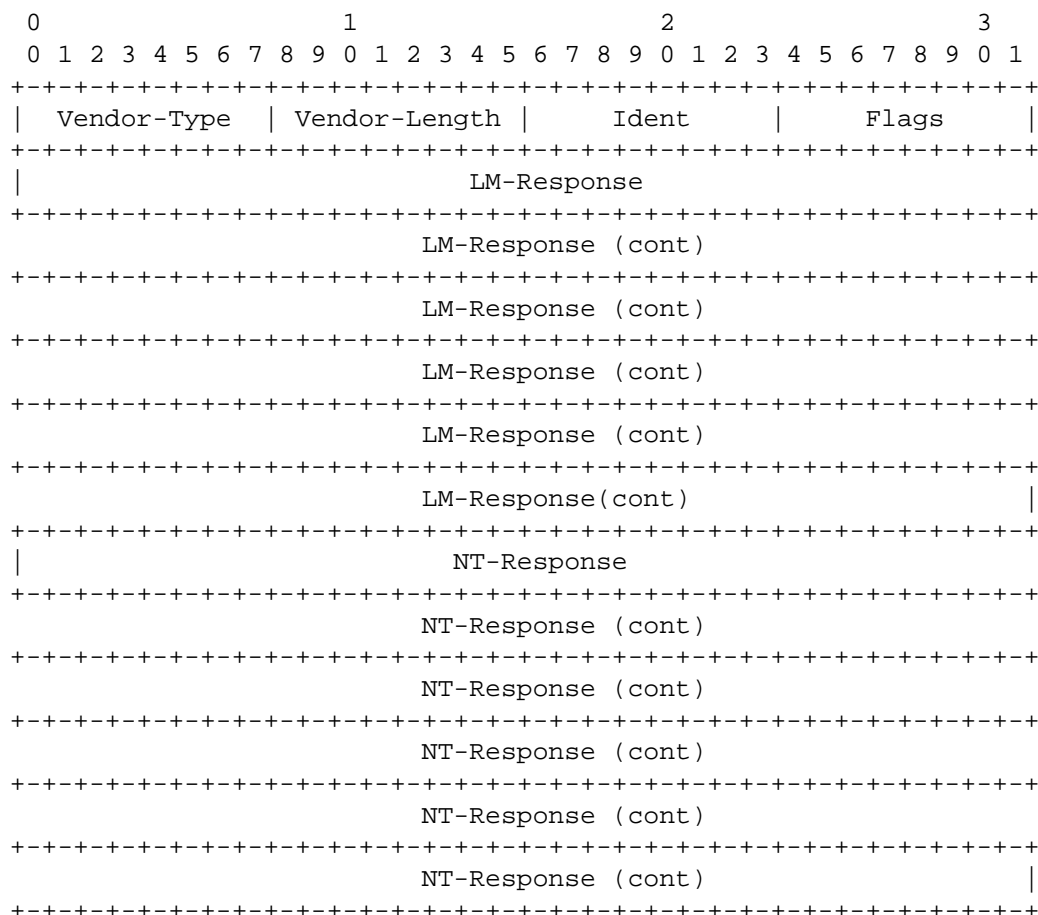 0                   1                   2                   3
 0 1 2 3 4 5 6 7 8 9 0 1 2 3 4 5 6 7 8 9 0 1 2 3 4 5 6 7 8 9 0 1
+-+-+-+-+-+-+-+-+-+-+-+-+-+-+-+-+-+-+-+-+-+-+-+-+-+-+-+-+-+-+-+-+
|  Vendor-Type  | Vendor-Length |     Ident     |     Flags     |
+-+-+-+-+-+-+-+-+-+-+-+-+-+-+-+-+-+-+-+-+-+-+-+-+-+-+-+-+-+-+-+-+
|                            LM-Response
+-+-+-+-+-+-+-+-+-+-+-+-+-+-+-+-+-+-+-+-+-+-+-+-+-+-+-+-+-+-+-+-+
                          LM-Response (cont)
+-+-+-+-+-+-+-+-+-+-+-+-+-+-+-+-+-+-+-+-+-+-+-+-+-+-+-+-+-+-+-+-+
                          LM-Response (cont)
+-+-+-+-+-+-+-+-+-+-+-+-+-+-+-+-+-+-+-+-+-+-+-+-+-+-+-+-+-+-+-+-+
                          LM-Response (cont)
+-+-+-+-+-+-+-+-+-+-+-+-+-+-+-+-+-+-+-+-+-+-+-+-+-+-+-+-+-+-+-+-+
                          LM-Response (cont)
+-+-+-+-+-+-+-+-+-+-+-+-+-+-+-+-+-+-+-+-+-+-+-+-+-+-+-+-+-+-+-+-+
                          LM-Response(cont)                     |
+-+-+-+-+-+-+-+-+-+-+-+-+-+-+-+-+-+-+-+-+-+-+-+-+-+-+-+-+-+-+-+-+
|                           NT-Response
+-+-+-+-+-+-+-+-+-+-+-+-+-+-+-+-+-+-+-+-+-+-+-+-+-+-+-+-+-+-+-+-+
                          NT-Response (cont)
+-+-+-+-+-+-+-+-+-+-+-+-+-+-+-+-+-+-+-+-+-+-+-+-+-+-+-+-+-+-+-+-+
                          NT-Response (cont)
+-+-+-+-+-+-+-+-+-+-+-+-+-+-+-+-+-+-+-+-+-+-+-+-+-+-+-+-+-+-+-+-+
                          NT-Response (cont)
+-+-+-+-+-+-+-+-+-+-+-+-+-+-+-+-+-+-+-+-+-+-+-+-+-+-+-+-+-+-+-+-+
                          NT-Response (cont)
+-+-+-+-+-+-+-+-+-+-+-+-+-+-+-+-+-+-+-+-+-+-+-+-+-+-+-+-+-+-+-+-+
                          NT-Response (cont)                    |
+-+-+-+-+-+-+-+-+-+-+-+-+-+-+-+-+-+-+-+-+-+-+-+-+-+-+-+-+-+-+-+-+